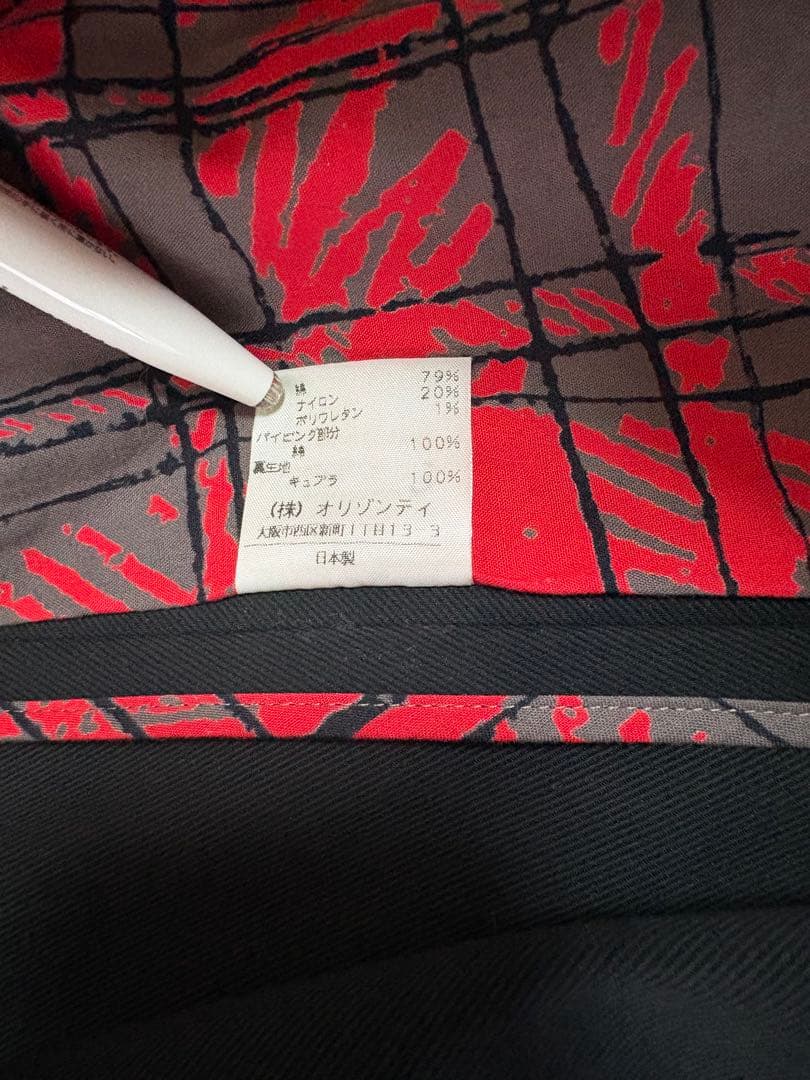 綿 79%
ナイロン 20%
ポリウレタン 1%
パイピング部分
綿 100%
裏生地
キュプラ 100%
(株) オリゾンティ
大阪市西区新町1丁目13-3
日本製